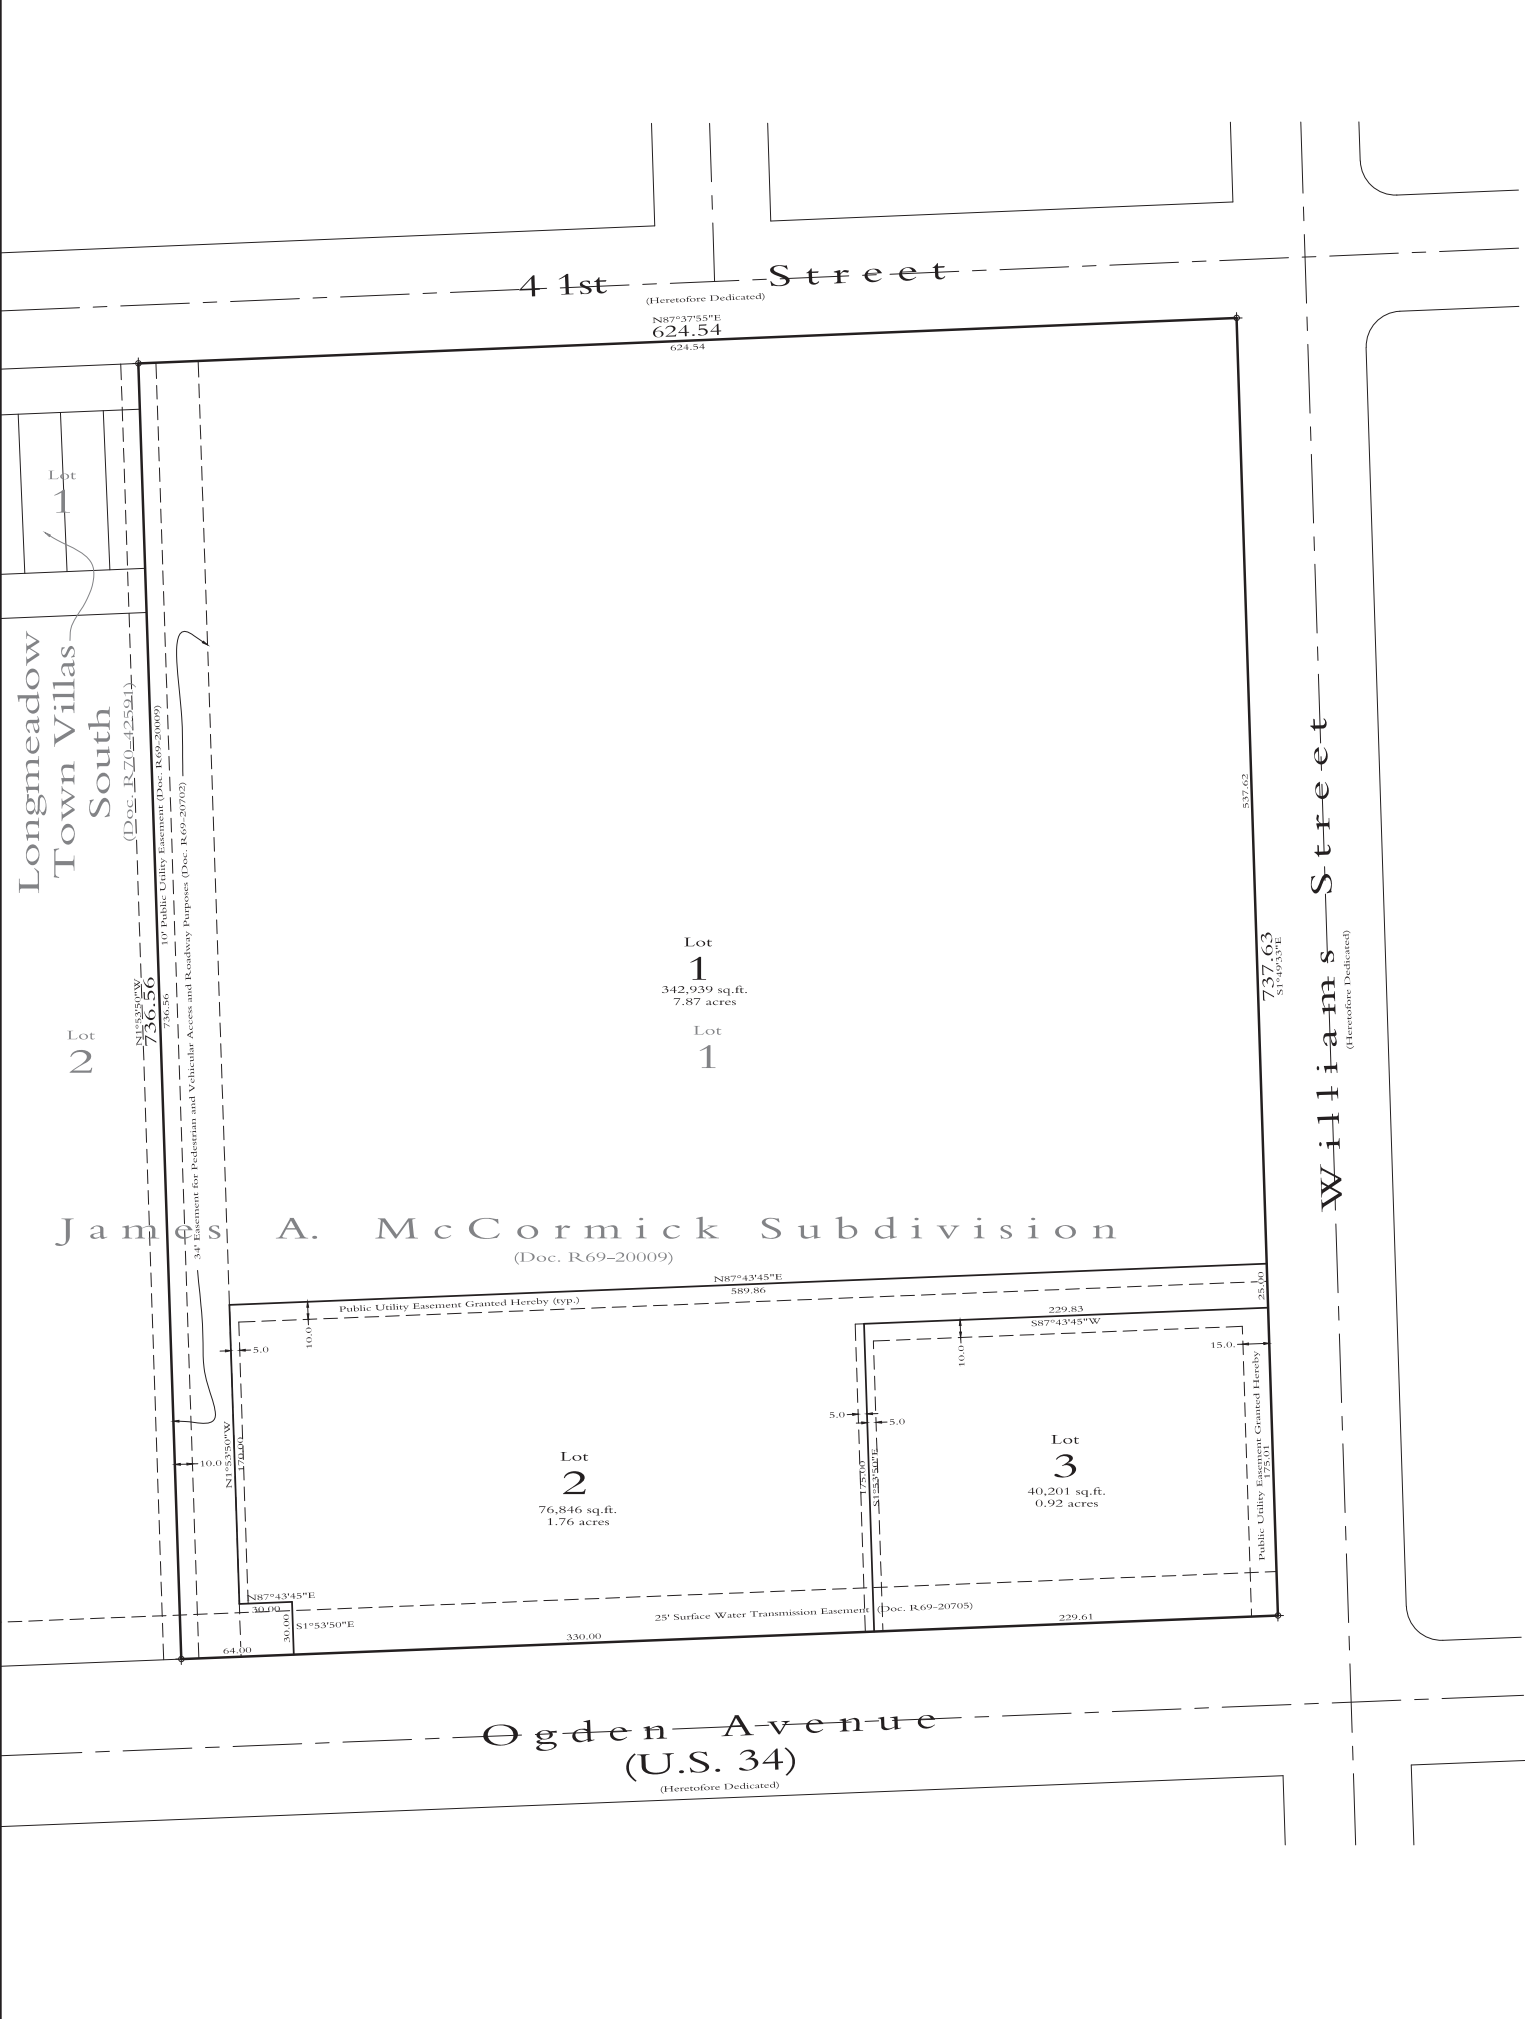 4 1st Street
(Heretofore Dedicated)
N87°37'55"E
624.54
624.54
Lot
1
Longmeadow
Town Villas
South
(Doc. R70-42591)
10' Public Utility Easement (Doc. R69-20009)
34' Easement for Pedestrian and Vehicular Access and Roadway Purposes (Doc. R69-20702)
N1°53'50"W
736.56
736.56
Lot
2
537.62
737.63
S1°49'33"E
Williams Street
(Heretofore Dedicated)
Lot
1
342,939 sq.ft.
7.87 acres
Lot
1
James A. McCormick Subdivision
(Doc. R69-20009)
N87°43'45"E
589.86
25.00
Public Utility Easement Granted Hereby (typ.)
10.0
229.83
S87°43'45"W
10.0
15.0
5.0
5.0
5.0
10.0
N1°53'50"W
170.00
175.00
S1°53'50"E
Public Utility Easement Granted Hereby
175.01
Lot
2
76,846 sq.ft.
1.76 acres
Lot
3
40,201 sq.ft.
0.92 acres
N87°43'45"E
30.00
30.00
S1°53'50"E
25' Surface Water Transmission Easement (Doc. R69-20705)
64.00
330.00
229.61
Ogden Avenue
(U.S. 34)
(Heretofore Dedicated)